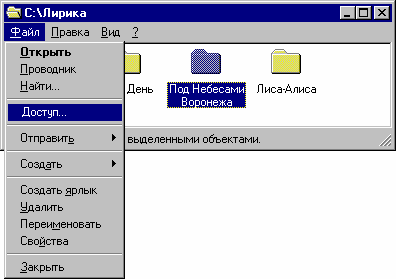 C:\Лирика
Файл Правка Вид ?
Открыть
Проводник
Найти...
Доступ...
Отправить
Создать
Создать ярлык
Удалить
Переименовать
Свойства
Закрыть
День
Под Небесами
Воронежа
Лиса-Алиса
выделенными объектами.